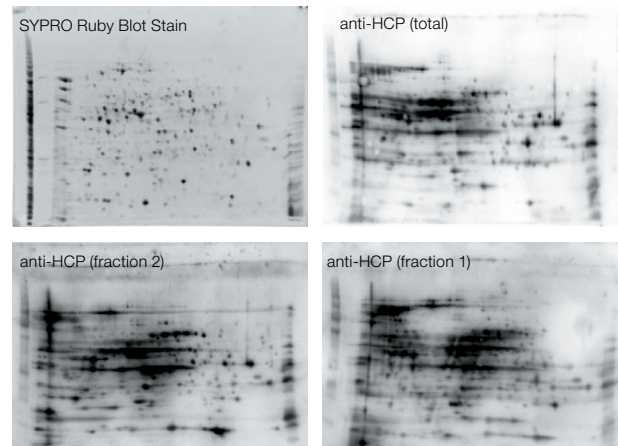 SYPRO Ruby Blot Stain
anti-HCP (total)
anti-HCP (fraction 2)
anti-HCP (fraction 1)